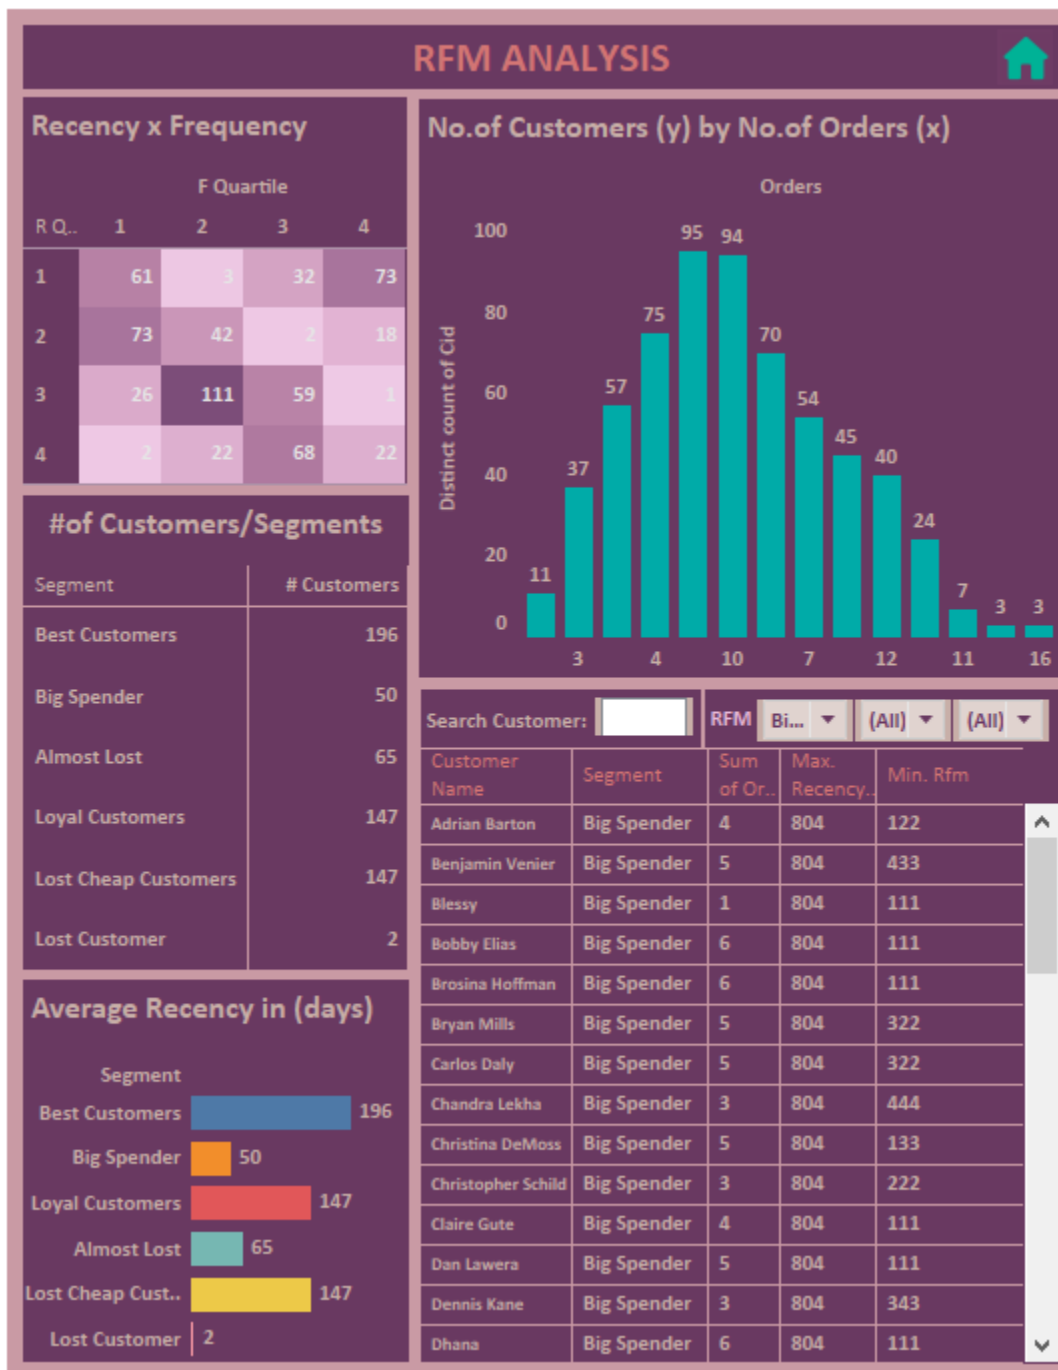 RFM ANALYSIS
Recency x Frequency
F Quartile
R Q.. 1 2 3 4
1 61 3 32 73
2 73 42 2 18
3 26 111 59 1
4 2 22 68 22
#of Customers/Segments
Segment # Customers
Best Customers 196
Big Spender 50
Almost Lost 65
Loyal Customers 147
Lost Cheap Customers 147
Lost Customer 2
Average Recency in (days)
Segment
Best Customers 196
Big Spender 50
Loyal Customers 147
Almost Lost 65
Lost Cheap Cust.. 147
Lost Customer 2
No.of Customers (y) by No.of Orders (x)
Orders
Distinct count of Cid
100
80
60
40
20
0
11 37 57 75 95 94 70 54 45 40 24 7 3 3
3 4 10 7 12 11 16
Search Customer: RFM Bi... (All) (All)
Customer Name Segment Sum of Or.. Max. Recency.. Min. Rfm
Adrian Barton Big Spender 4 804 122
Benjamin Venier Big Spender 5 804 433
Blessy Big Spender 1 804 111
Bobby Elias Big Spender 6 804 111
Brosina Hoffman Big Spender 6 804 111
Bryan Mills Big Spender 5 804 322
Carlos Daly Big Spender 5 804 322
Chandra Lekha Big Spender 3 804 444
Christina DeMoss Big Spender 5 804 133
Christopher Schild Big Spender 3 804 222
Claire Gute Big Spender 4 804 111
Dan Lawera Big Spender 5 804 111
Dennis Kane Big Spender 3 804 343
Dhana Big Spender 6 804 111